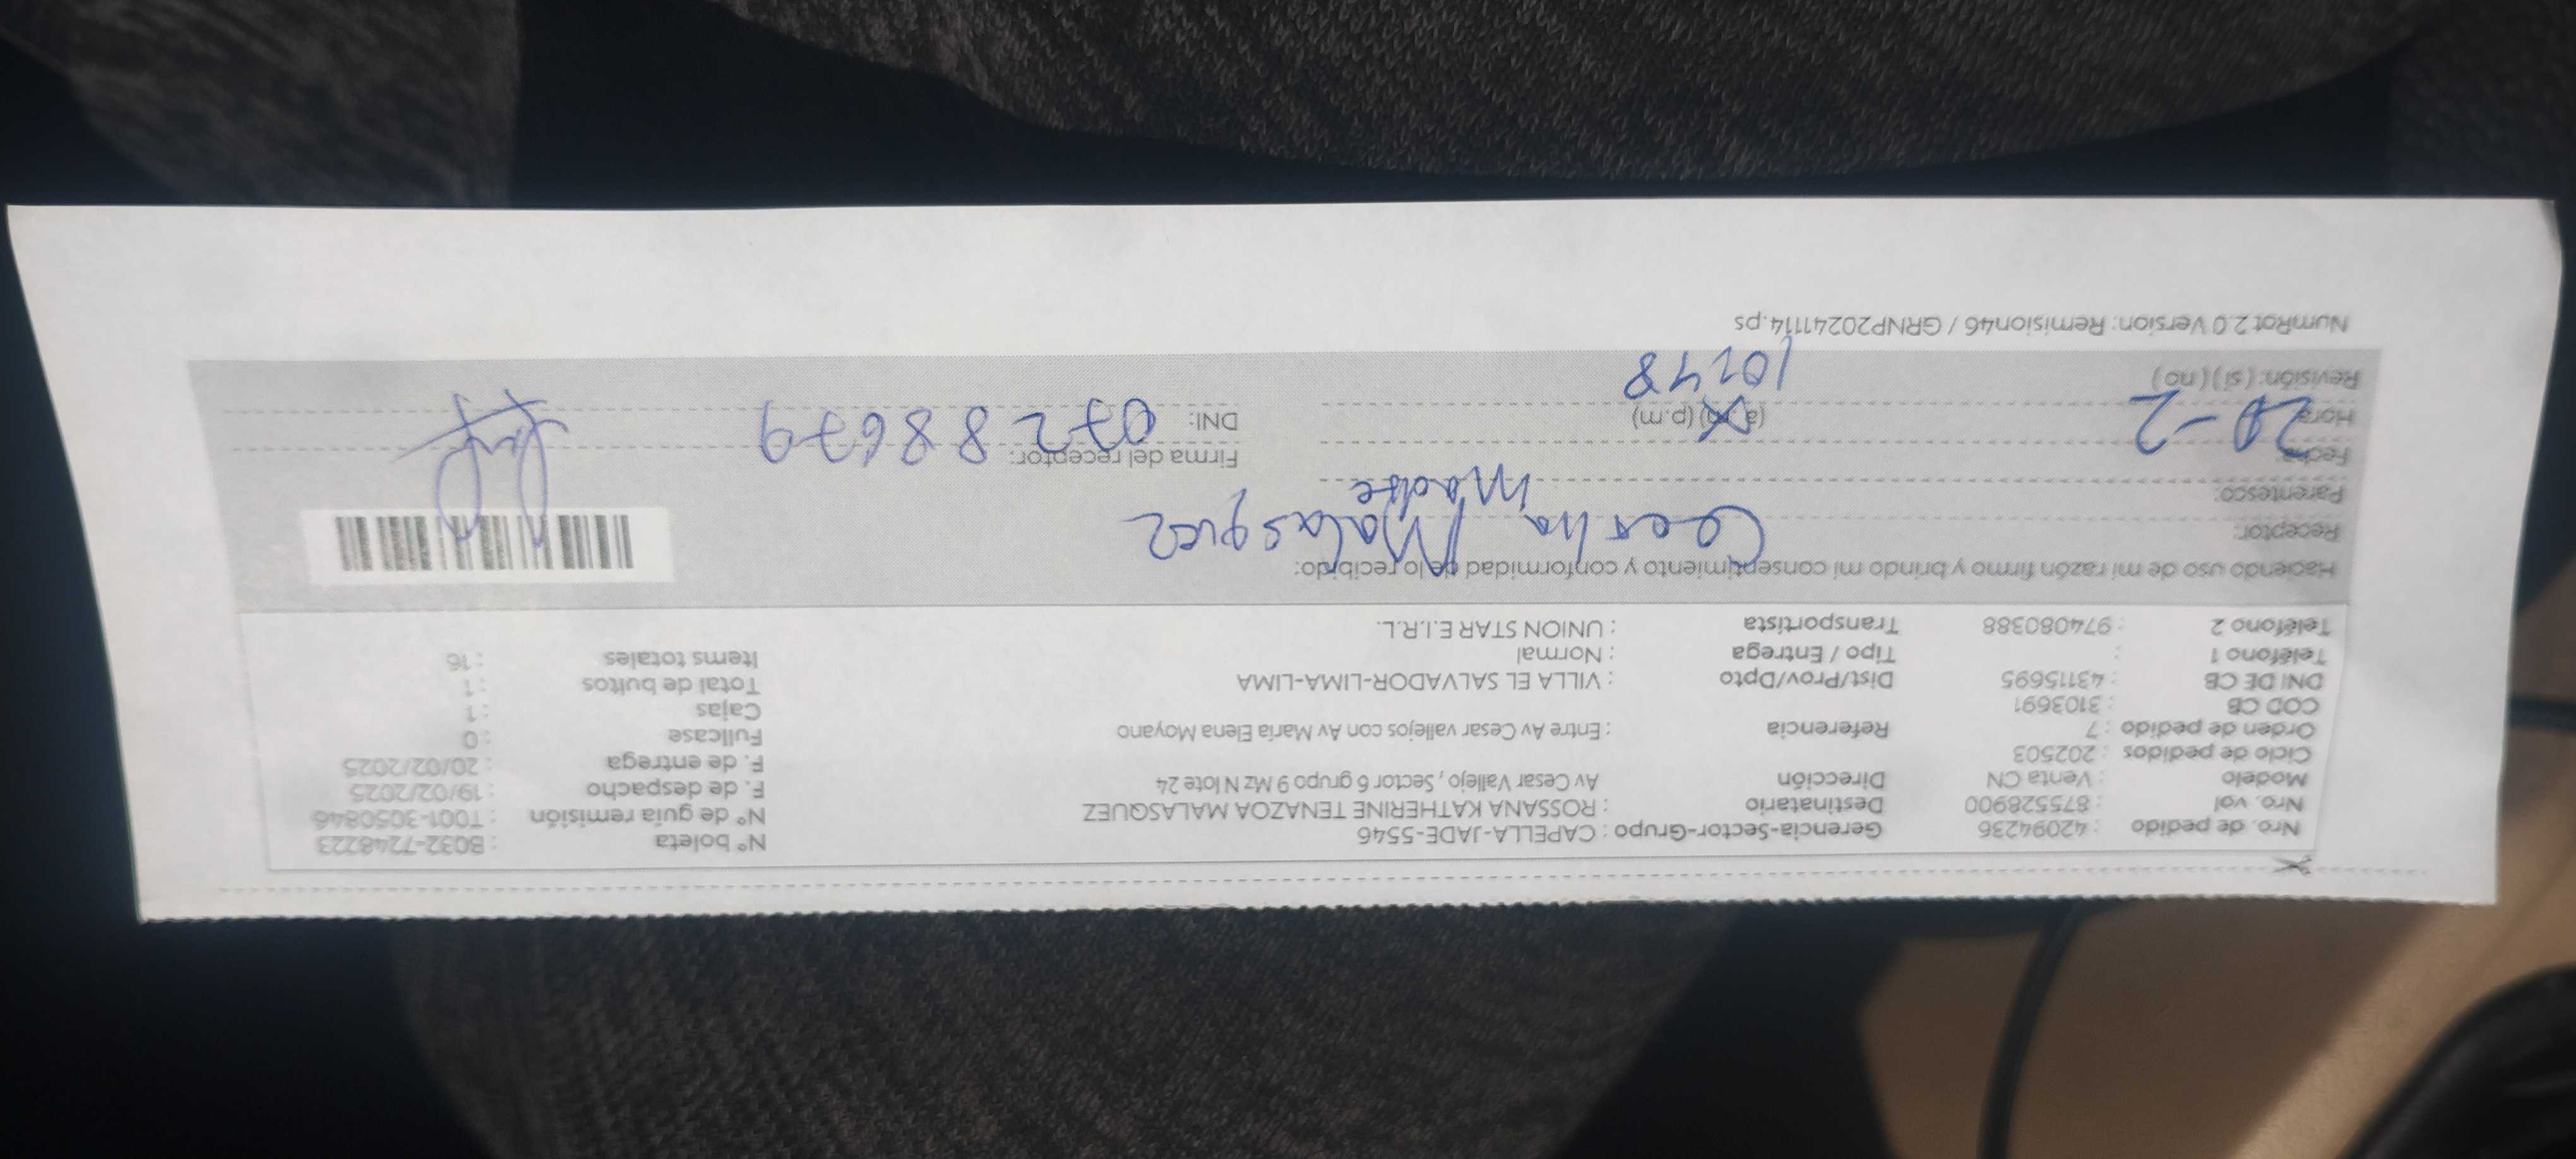 Nro. de pedido : 42094236 Gerencia-Sector-Grupo : CAPELLA-JADE-5546 N° boleta : B032-7248223
Nro. vol : 875528900 Destinatario : ROSSANA KATHERINE TENAZOA MALASQUEZ N° de guía remisión : T001-3050846
Modelo : Venta CN Dirección Av Cesar Vallejo , Sector 6 grupo 9 Mz N lote 24 F. de despacho : 19/02/2025
Ciclo de pedidos : 202503 F. de entrega : 20/02/2025
Orden de pedido : 7 Referencia : Entre Av Cesar vallejos con Av María Elena Moyano Fullcase : 0
COD CB : 3103691 Cajas : 1
DNI DE CB : 43115695 Dist/Prov/Dpto : VILLA EL SALVADOR-LIMA-LIMA Total de bultos : 1
Teléfono 1 : Tipo / Entrega : Normal Items totales : 16
Teléfono 2 : 974080388 Transportista : UNION STAR E.I.R.L.
Haciendo uso de mi razón firmo y brindo mi consentimiento y conformidad de lo recibido:
Receptor: Malasquez
Parentesco: Madre
Fecha: 20-2 Firma del receptor:
Hora: (a.m) (p.m) DNI: 07288679
Revisión: (si) (no) 10:48
NumRot 2.0 Version: Remision46 / GRNP20241114.ps